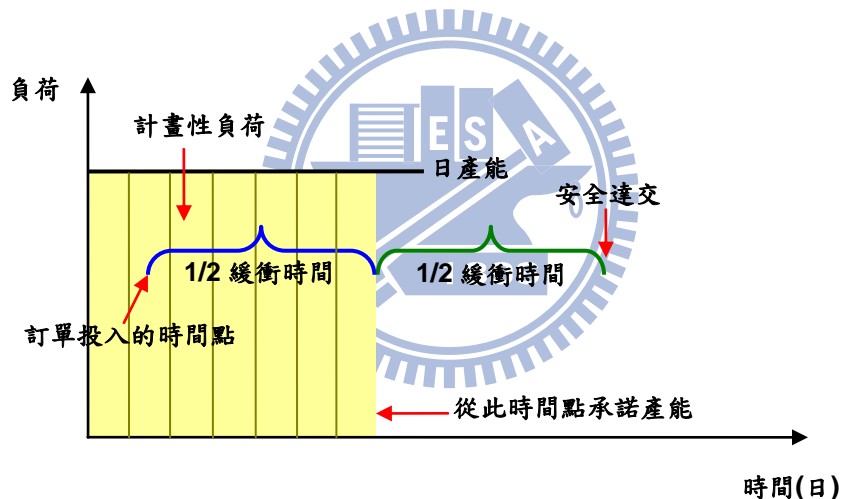 負荷
計畫性負荷
ES
A
日產能
安全達交
1/2 緩衝時間
1/2 緩衝時間
訂單投入的時間點
從此時間點承諾產能
時間(日)